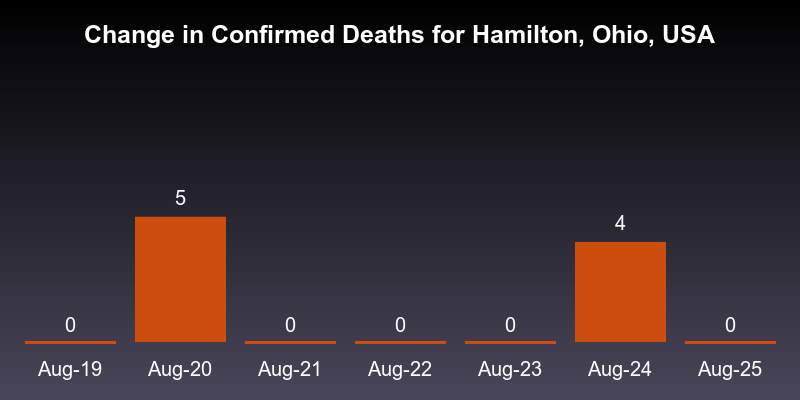 Change in Confirmed Deaths for Hamilton, Ohio, USA
5
4
0 0 0 0 0
Aug-19 Aug-20 Aug-21 Aug-22 Aug-23 Aug-24 Aug-25